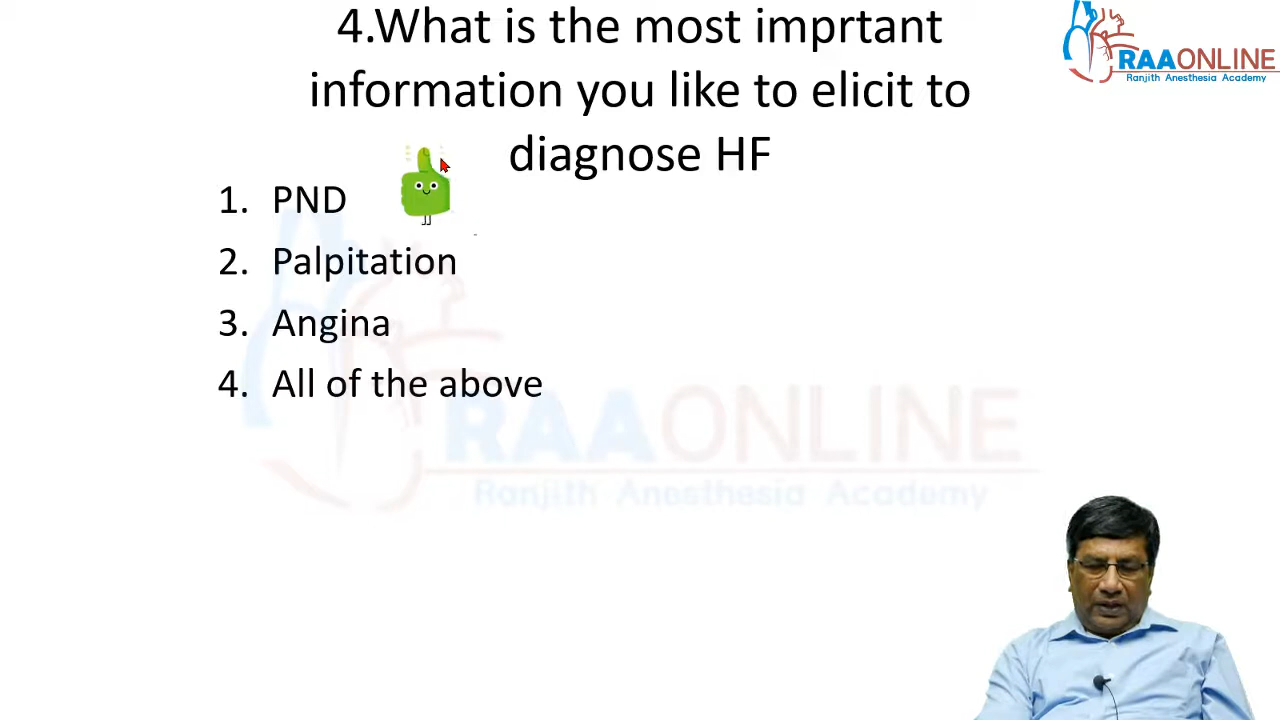 4.What is the most imprtant
information you like to elicit to
diagnose HF
RAAONLINE
Ranjith Anesthesia Academy
1. PND
2. Palpitation
3. Angina
4. All of the above
RAAONLINE
Ranjith Anesthesia Academy